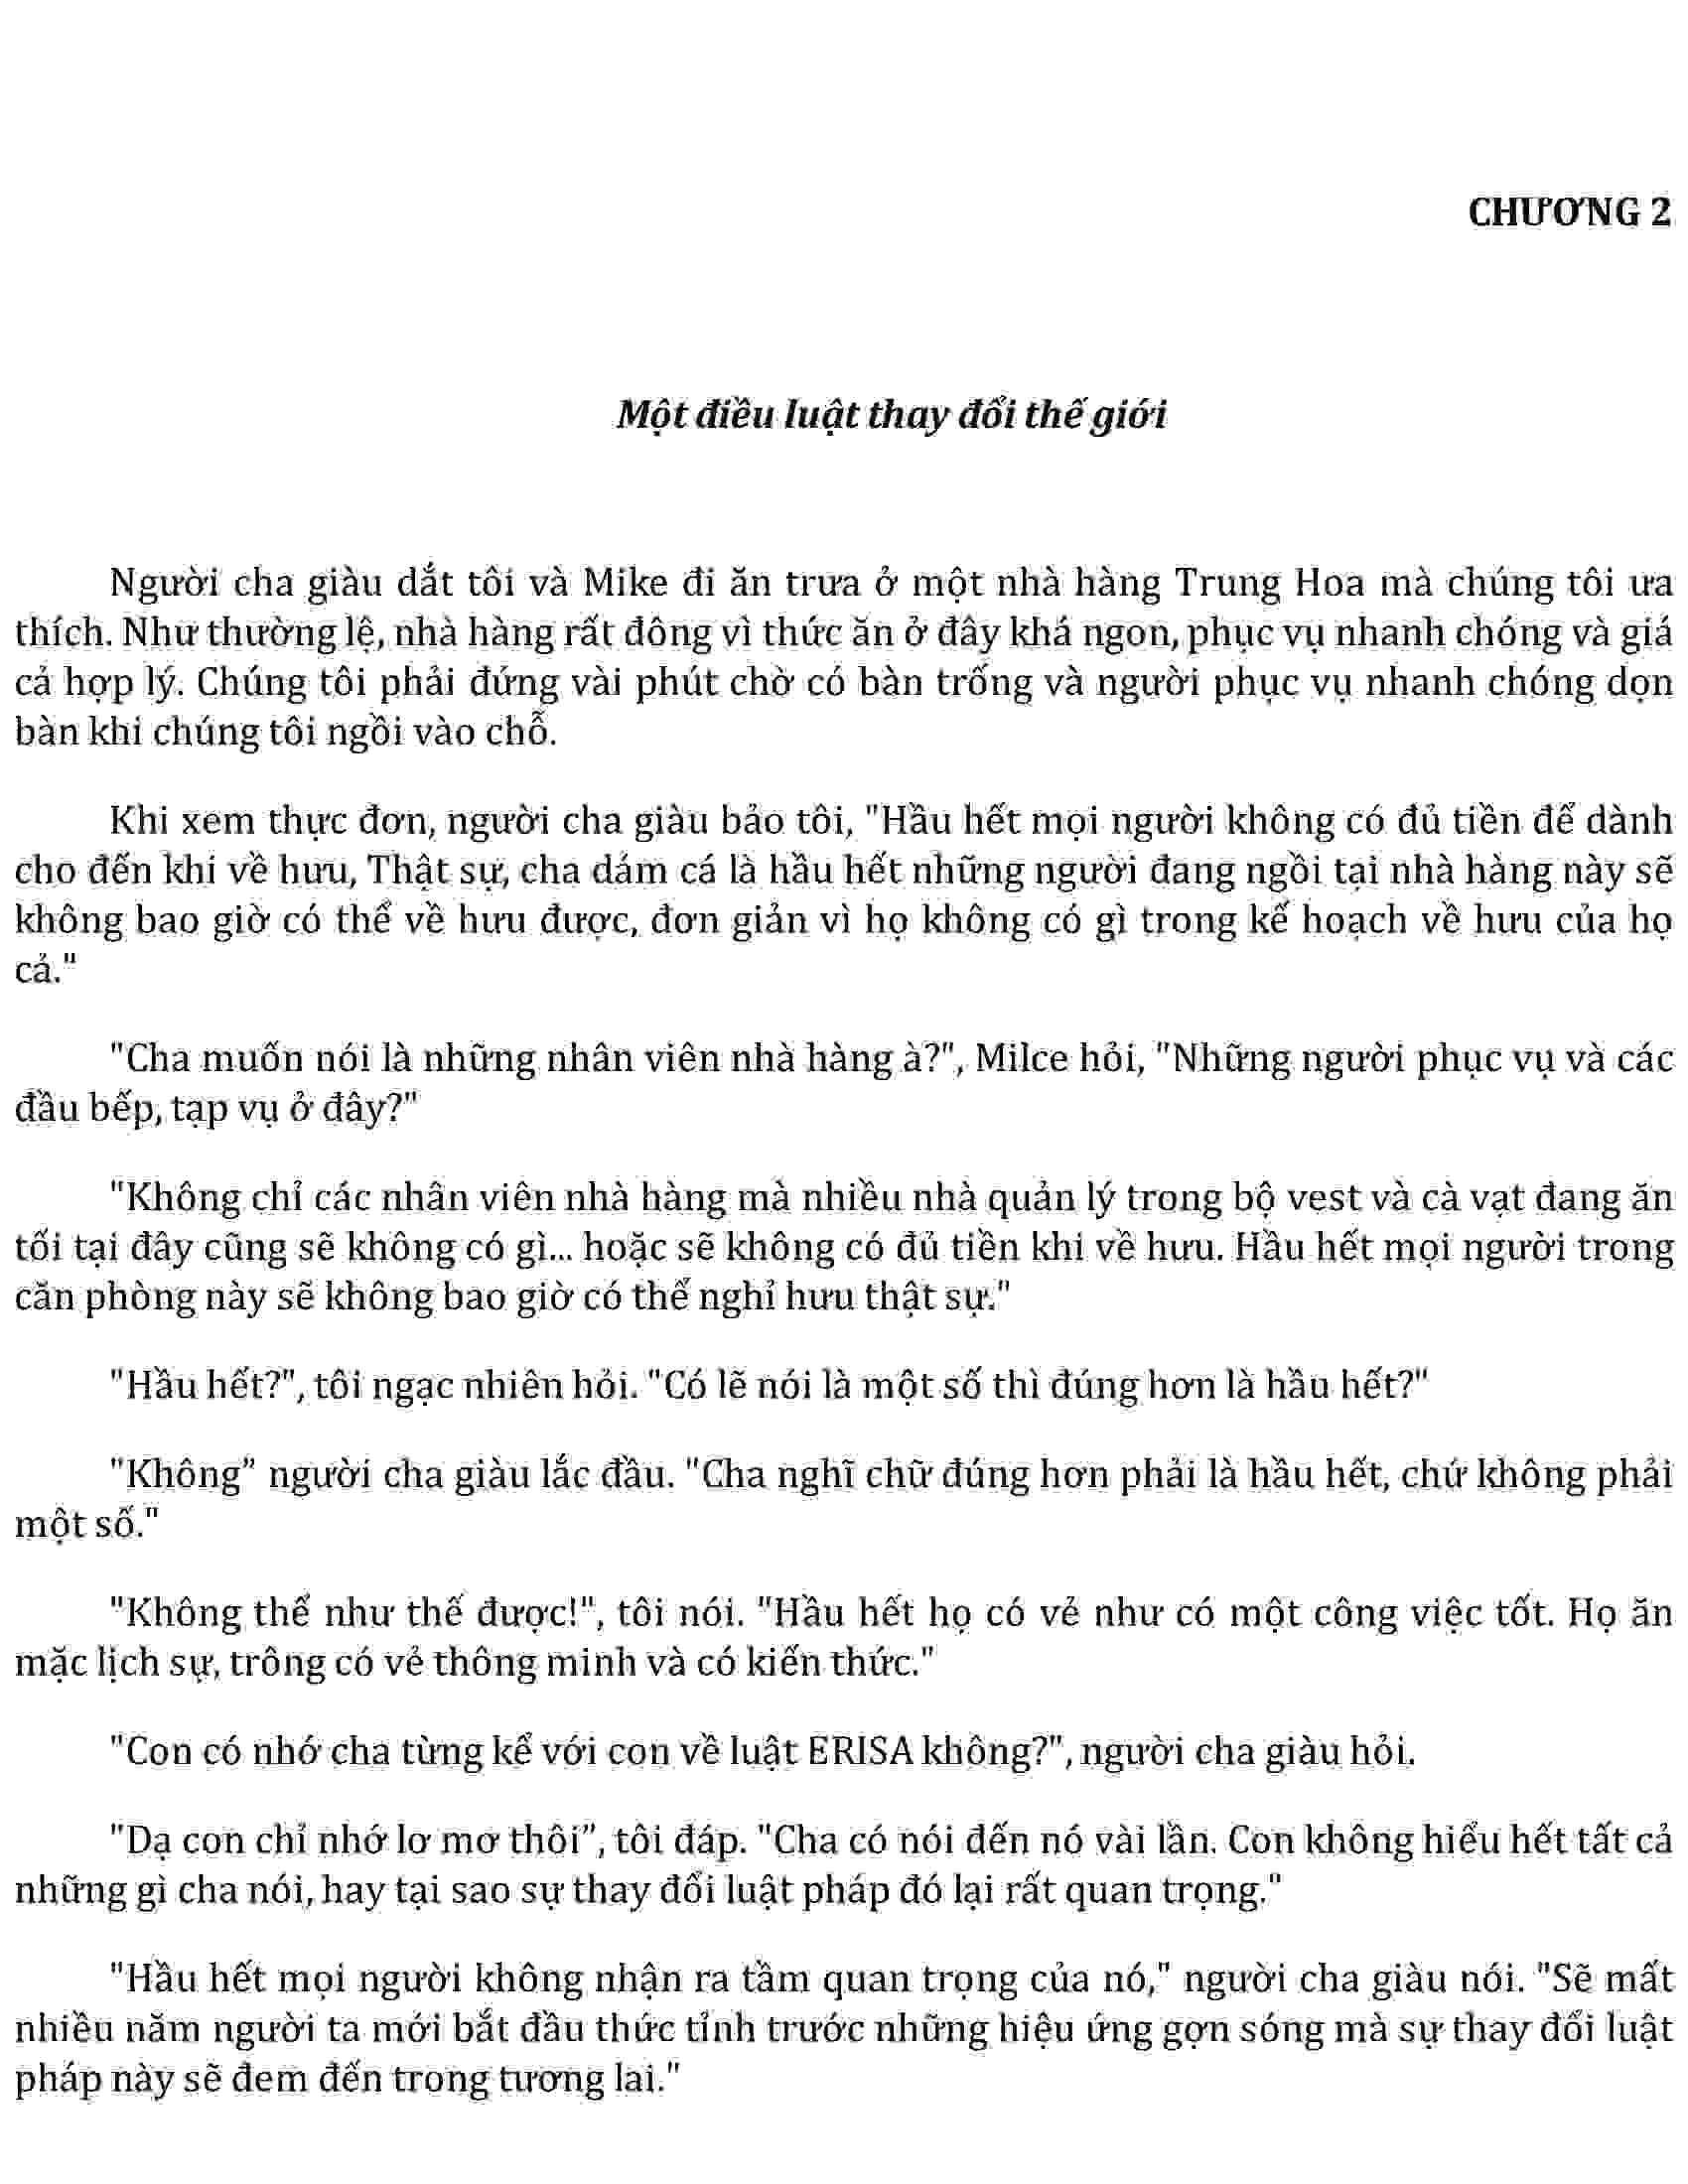 CHƯƠNG 2
Một điều luật thay đổi thế giới
Người cha giàu dắt tôi và Mike đi ăn trưa ở một nhà hàng Trung Hoa mà chúng tôi ưa
thích. Như thường lệ, nhà hàng rất đông vì thức ăn ở đây khá ngon, phục vụ nhanh chóng và giá
cả hợp lý. Chúng tôi phải đứng vài phút chờ có bàn trống và người phục vụ nhanh chóng dọn
bàn khi chúng tôi ngồi vào chỗ.
Khi xem thực đơn, người cha giàu bảo tôi, "Hầu hết mọi người không có đủ tiền để dành
cho đến khi về hưu, Thật sự, cha dám cá là hầu hết những người đang ngồi tại nhà hàng này sẽ
không bao giờ có thể về hưu được, đơn giản vì họ không có gì trong kế hoạch về hưu của họ
cả."
"Cha muốn nói là những nhân viên nhà hàng à?", Milce hỏi, "Những người phục vụ và các
đầu bếp, tạp vụ ở đây?"
"Không chỉ các nhân viên nhà hàng mà nhiều nhà quản lý trong bộ vest và cà vạt đang ăn
tối tại đây cũng sẽ không có gì... hoặc sẽ không có đủ tiền khi về hưu. Hầu hết mọi người trong
căn phòng này sẽ không bao giờ có thể nghỉ hưu thật sự."
"Hầu hết?", tôi ngạc nhiên hỏi. "Có lẽ nói là một số thì đúng hơn là hầu hết?"
"Không” người cha giàu lắc đầu. "Cha nghĩ chữ đúng hơn phải là hầu hết, chứ không phải
một số."
"Không thể như thế được!", tôi nói. "Hầu hết họ có vẻ như có một công việc tốt. Họ ăn
mặc lịch sự, trông có vẻ thông minh và có kiến thức."
"Con có nhớ cha từng kể với con về luật ERISA không?", người cha giàu hỏi.
"Dạ con chỉ nhớ lơ mơ thôi”, tôi đáp. "Cha có nói đến nó vài lần. Con không hiểu hết tất cả
những gì cha nói, hay tại sao sự thay đổi luật pháp đó lại rất quan trọng."
"Hầu hết mọi người không nhận ra tầm quan trọng của nó," người cha giàu nói. "Sẽ mất
nhiều năm người ta mới bắt đầu thức tỉnh trước những hiệu ứng gợn sóng mà sự thay đổi luật
pháp này sẽ đem đến trong tương lai."